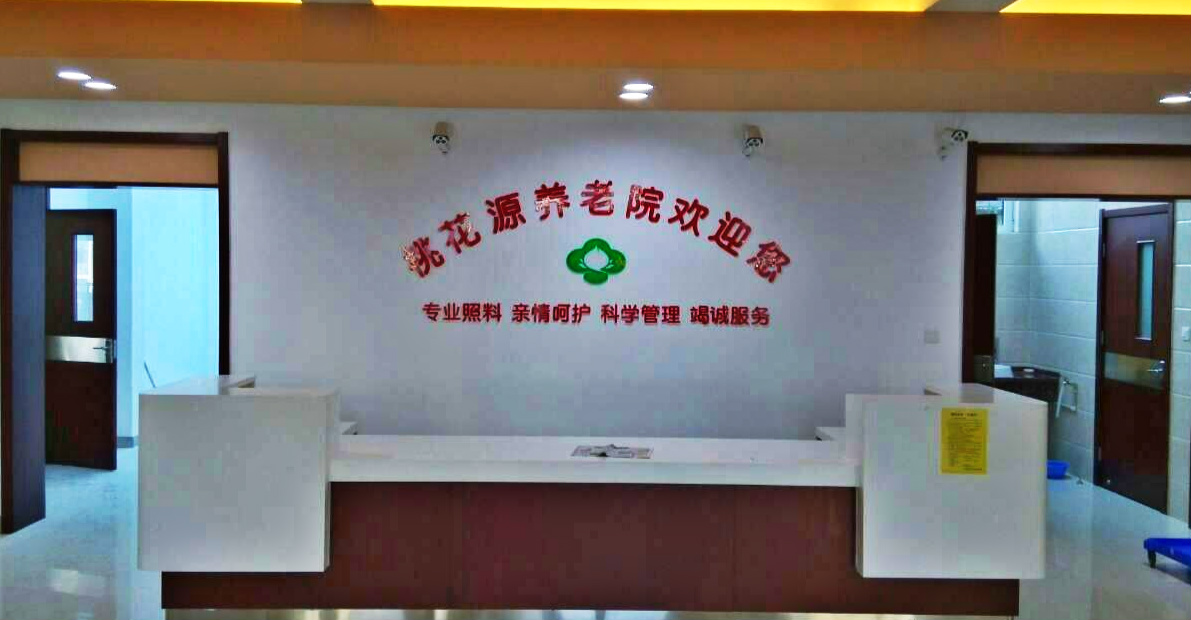 桃花源养老院欢迎您
专业照料 亲情呵护 科学管理 竭诚服务